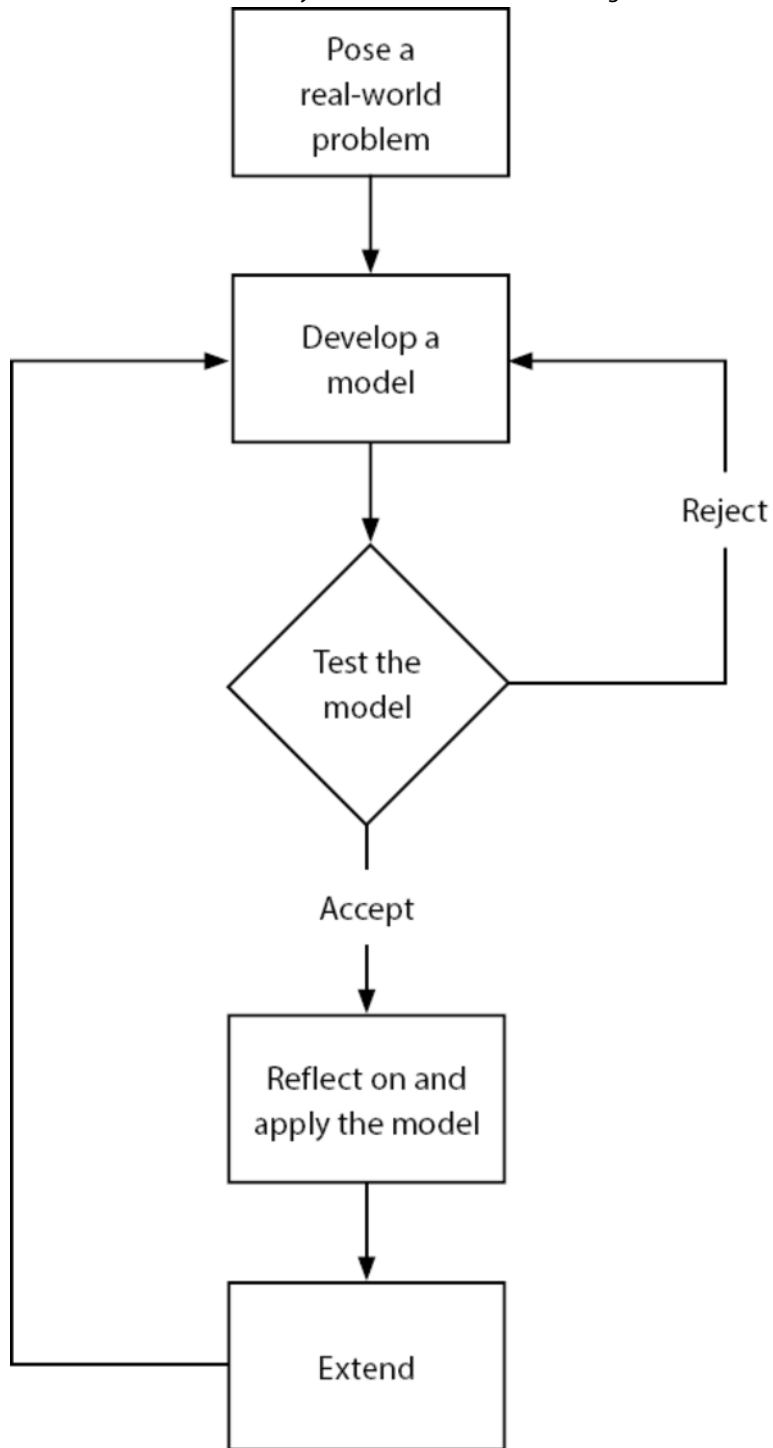 Pose a
real-world
problem
Develop a
model
Reject
Test the
model
Accept
Reflect on and
apply the model
Extend